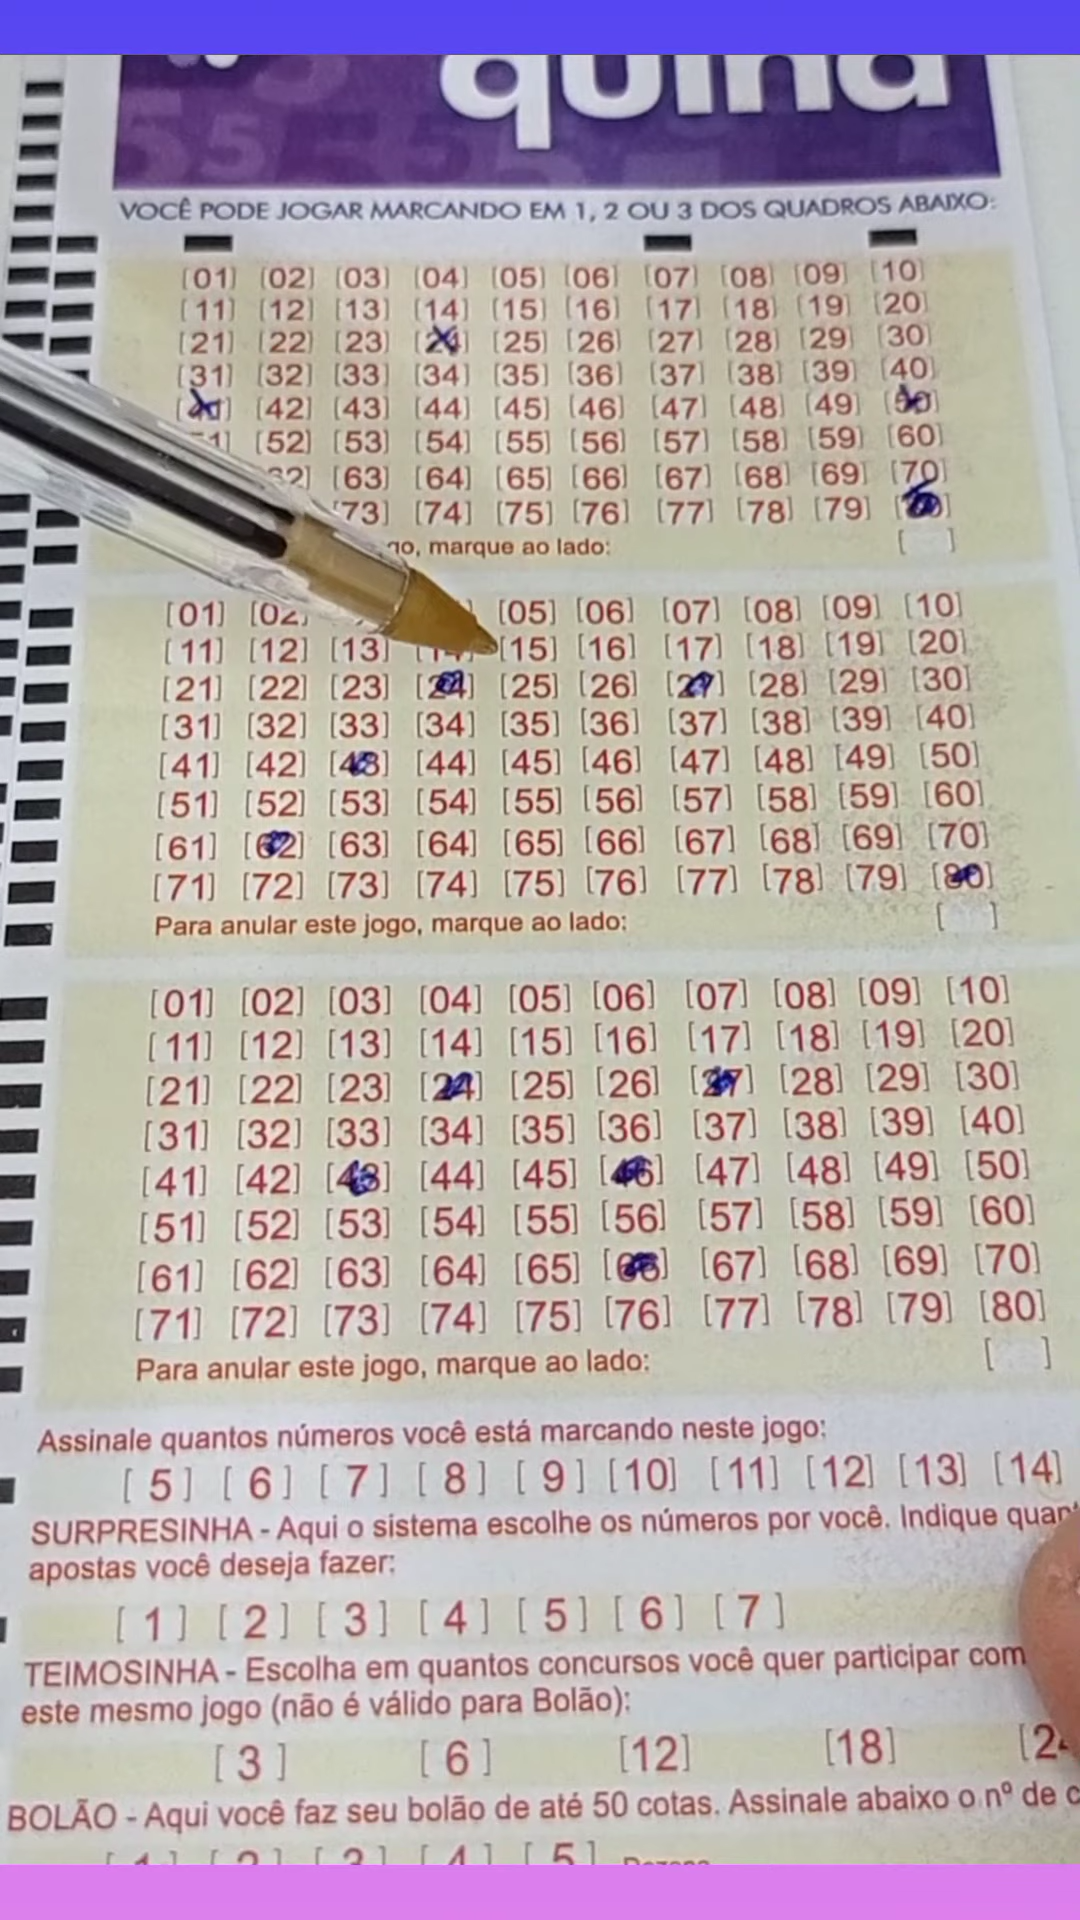 quina
VOCÊ PODE JOGAR MARCANDO EM 1, 2 OU 3 DOS QUADROS ABAIXO:
[01] [02] [03] [04] [05] [06] [07] [08] [09] [10]
[11] [12] [13] [14] [15] [16] [17] [18] [19] [20]
[21] [22] [23] [24] [25] [26] [27] [28] [29] [30]
[31] [32] [33] [34] [35] [36] [37] [38] [39] [40]
[42] [43] [44] [45] [46] [47] [48] [49] [50]
[52] [53] [54] [55] [56] [57] [58] [59] [60]
[63] [64] [65] [66] [67] [68] [69] [70]
73] [74] [75] [76] [77] [78] [79]
marque ao lado: [ ]
[01] [02] [05] [06] [07] [08] [09] [10]
[11] [12] [13] [15] [16] [17] [18] [19] [20]
[21] [22] [23] [24] [25] [26] [27] [28] [29] [30]
[31] [32] [33] [34] [35] [36] [37] [38] [39] [40]
[41] [42] [43] [44] [45] [46] [47] [48] [49] [50]
[51] [52] [53] [54] [55] [56] [57] [58] [59] [60]
[61] [62] [63] [64] [65] [66] [67] [68] [69] [70]
[71] [72] [73] [74] [75] [76] [77] [78] [79] [80]
Para anular este jogo, marque ao lado: [ ]
[01] [02] [03] [04] [05] [06] [07] [08] [09] [10]
[11] [12] [13] [14] [15] [16] [17] [18] [19] [20]
[21] [22] [23] [24] [25] [26] [27] [28] [29] [30]
[31] [32] [33] [34] [35] [36] [37] [38] [39] [40]
[41] [42] [43] [44] [45] [46] [47] [48] [49] [50]
[51] [52] [53] [54] [55] [56] [57] [58] [59] [60]
[61] [62] [63] [64] [65] [66] [67] [68] [69] [70]
[71] [72] [73] [74] [75] [76] [77] [78] [79] [80]
Para anular este jogo, marque ao lado: [ ]
Assinale quantos números você está marcando neste jogo:
[ 5 ] [ 6 ] [ 7 ] [ 8 ] [ 9 ] [10] [11] [12] [13] [14]
SURPRESINHA - Aqui o sistema escolhe os números por você. Indique
apostas você deseja fazer:
[ 1 ] [ 2 ] [ 3 ] [ 4 ] [ 5 ] [ 6 ] [ 7 ]
TEIMOSINHA - Escolha em quantos concursos você quer participar com
este mesmo jogo (não é válido para Bolão):
[ 3 ] [ 6 ] [12] [18]
BOLÃO - Aqui você faz seu bolão de até 50 cotas. Assinale abaixo o nº de
[ 1 ] [ 2 ] [ 3 ] [ 4 ] [ 5 ]